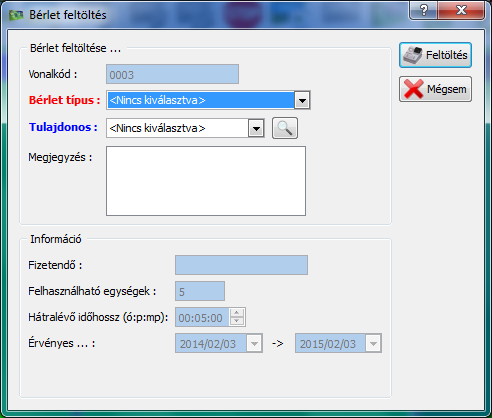 Bérlet feltöltés
Bérlet feltöltése ...
Vonalkód :
0003
Bérlet típus :
<Nincs kiválasztva>
Tulajdonos :
<Nincs kiválasztva>
Megjegyzés :
Feltöltés
Mégsem
Információ
Fizetendő :
Felhasználható egységek :
5
Hátralévő időhossz (ó:p:mp):
00:05:00
Érvényes ... :
2014/02/03
->
2015/02/03